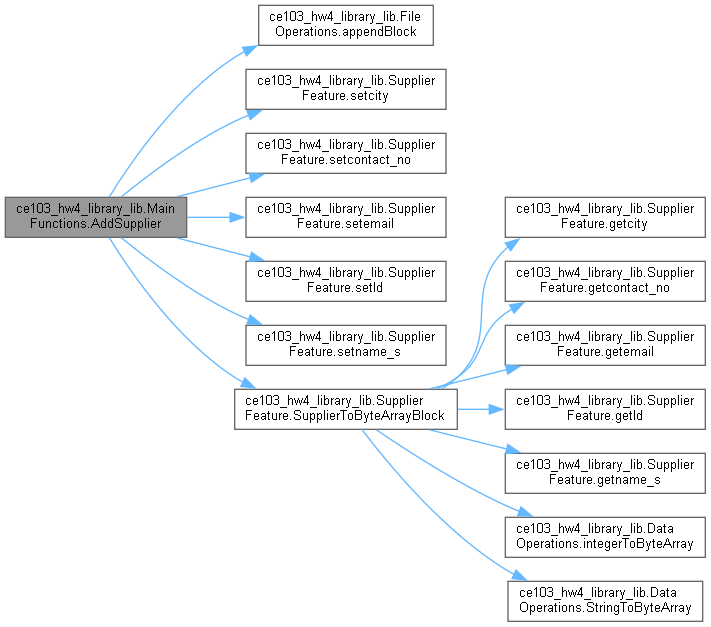 ce103_hw4_library_lib.File
Operations.appendBlock
ce103_hw4_library_lib.Supplier
Feature.setcity
ce103_hw4_library_lib.Supplier
Feature.setcontact_no
ce103_hw4_library_lib.Main
Functions.AddSupplier
ce103_hw4_library_lib.Supplier
Feature.setemail
ce103_hw4_library_lib.Supplier
Feature.setId
ce103_hw4_library_lib.Supplier
Feature.setname_s
ce103_hw4_library_lib.Supplier
Feature.SupplierToByteArrayBlock
ce103_hw4_library_lib.Supplier
Feature.getcity
ce103_hw4_library_lib.Supplier
Feature.getcontact_no
ce103_hw4_library_lib.Supplier
Feature.getemail
ce103_hw4_library_lib.Supplier
Feature.getId
ce103_hw4_library_lib.Supplier
Feature.getname_s
ce103_hw4_library_lib.Data
Operations.integerToByteArray
ce103_hw4_library_lib.Data
Operations.StringToByteArray